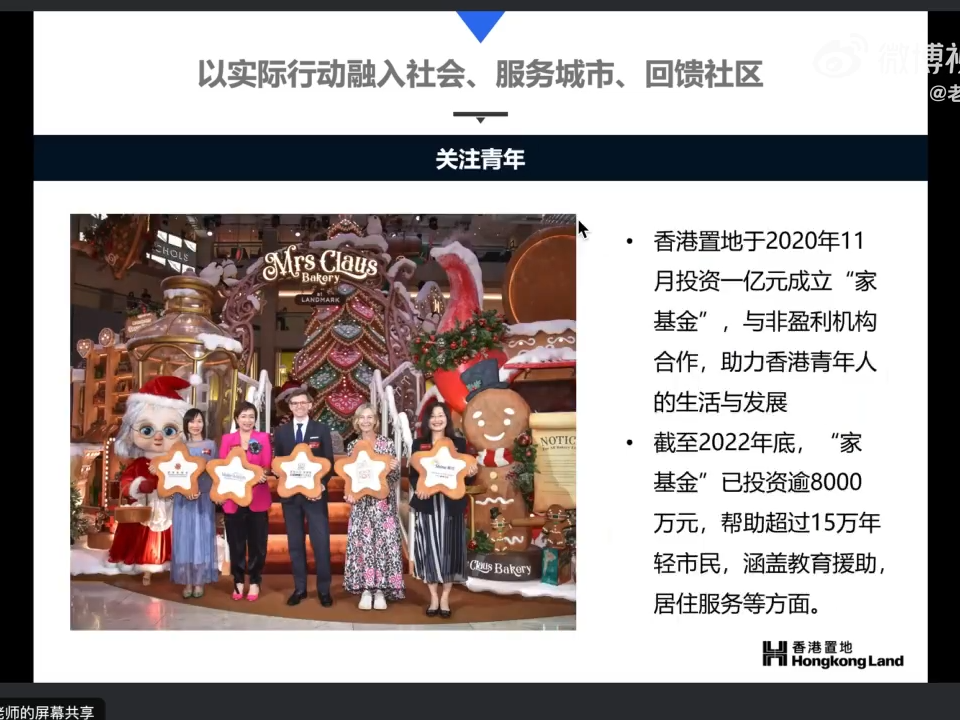 以实际行动融入社会、服务城市、回馈社区
微博视
@老
关注青年
CHOLS
Mrs Claus
Bakery
AT
LANDMARK
NOTIC
Claus Bakery
• 香港置地于2020年11
月投资一亿元成立“家
基金”，与非盈利机构
合作，助力香港青年人
的生活与发展
• 截至2022年底，“家
基金”已投资逾8000
万元，帮助超过15万年
轻市民，涵盖教育援助，
居住服务等方面。
香港置地
Hongkong Land
老师的屏幕共享